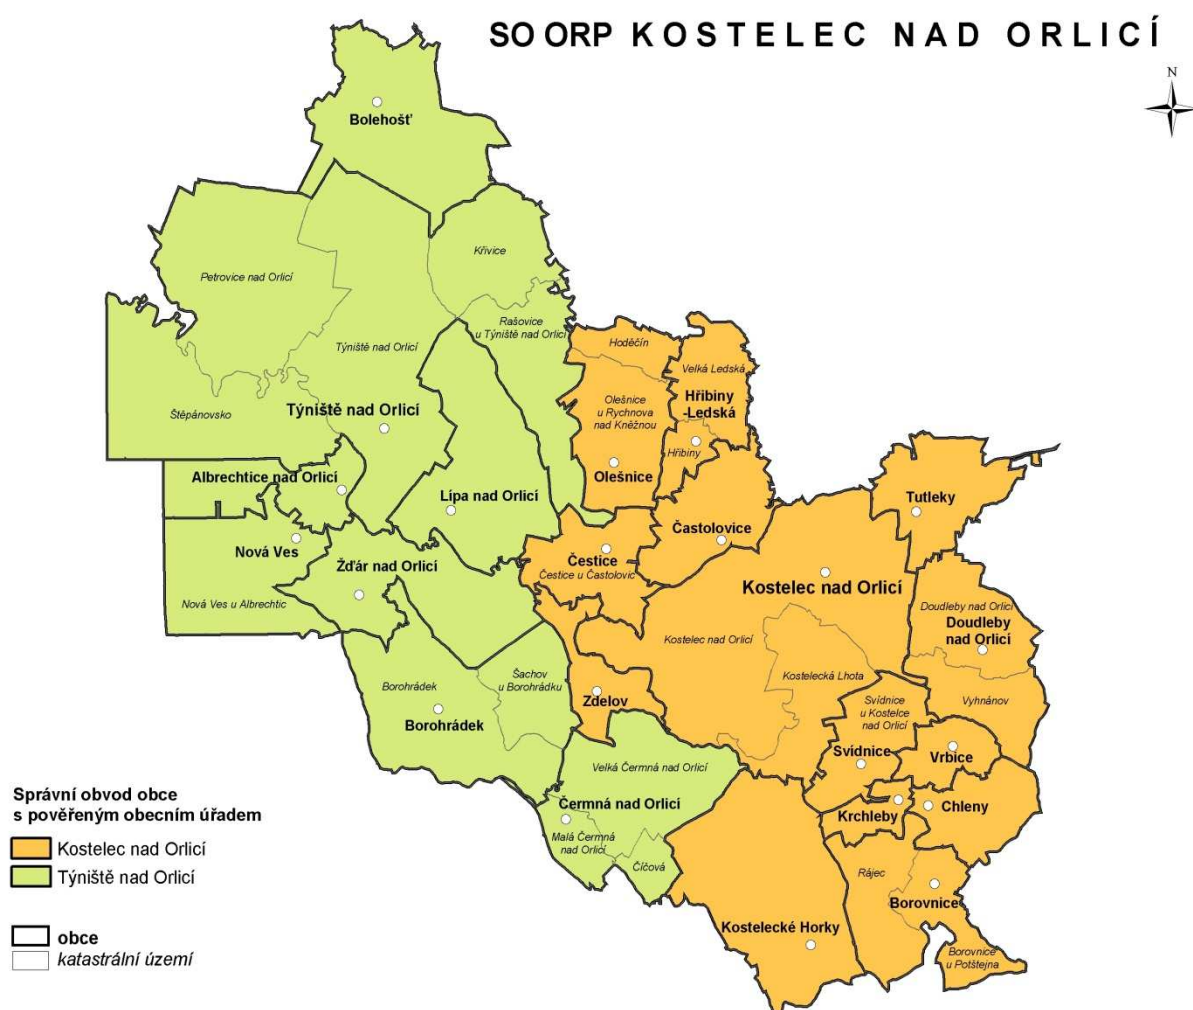 SO ORP KOSTELEC NAD ORLICÍ
N
Bolehošť
Křivice
Petrovice nad Orlicí
Rašovice
u Týniště nad Orlicí
Týniště nad Orlicí
Hoděčín
Velká Ledská
Štěpánovsko
Týniště nad Orlicí
Olešnice
u Rychnova
nad Kněžnou
Hřibiny
-Ledská
Hřibiny
Albrechtice nad Orlicí
Olešnice
Lípa nad Orlicí
Tutleky
Častolovice
Nová Ves
Žďár nad Orlicí
Čestice
Čestice u Častolovic
Kostelec nad Orlicí
Nová Ves u Albrechtic
Doudleby nad Orlicí
Doudleby
nad Orlicí
Kostelec nad Orlicí
Šachov
u Borohrádku
Kostelecká Lhota
Borohrádek
Borohrádek
Zdelov
Svídnice
u Kostelce
nad Orlicí
Vyhnánov
Svidnice
Vrbice
Velká Čermná nad Orlicí
Čermná nad Orlicí
Krchleby
Chleny
Malá Čermná
nad Orlicí
Číčová
Rájec
Borovnice
Kostelecké Horky
Borovnice
u Potštejna
Správní obvod obce
s pověřeným obecním úřadem
Kostelec nad Orlicí
Týniště nad Orlicí
obce
katastrální území